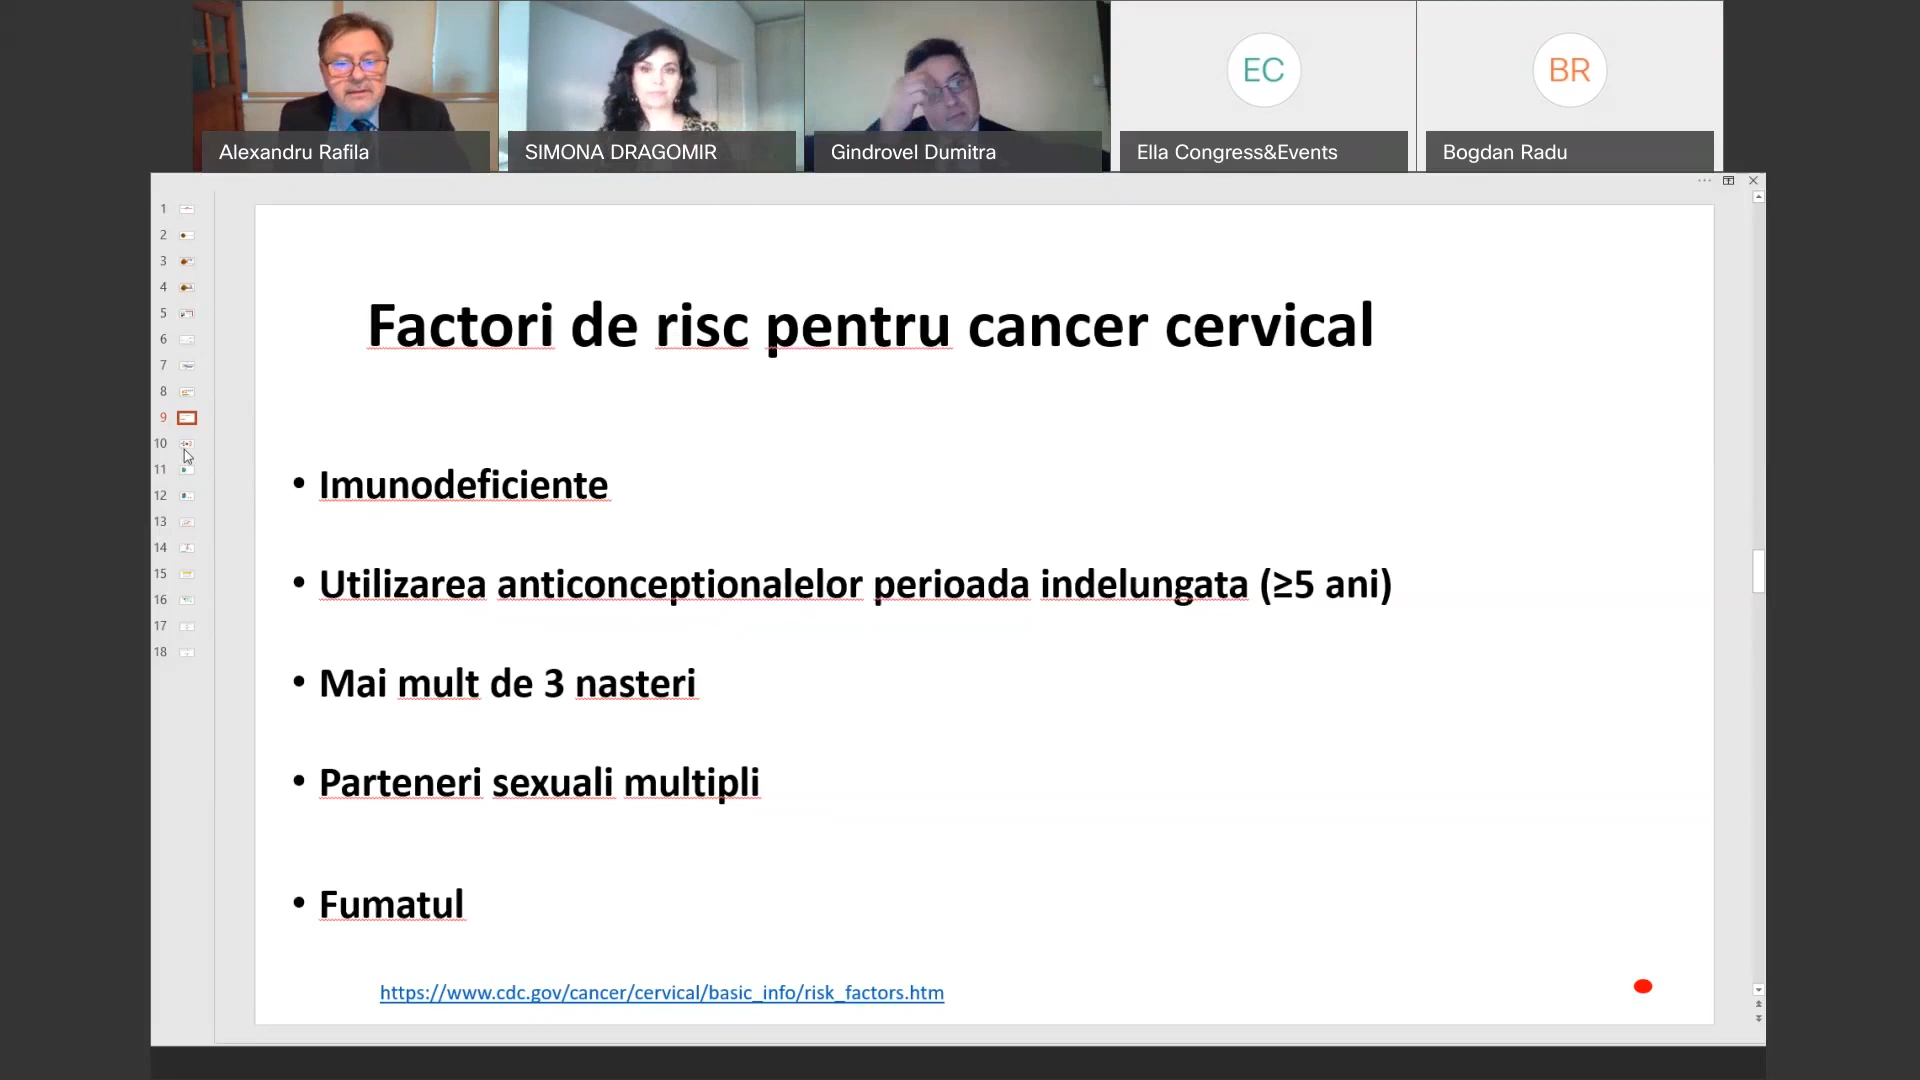 EC
BR
Alexandru Rafila
SIMONA DRAGOMIR
Gindrovel Dumitra
Ella Congress&Events
Bogdan Radu
1
2
3
4
5
6
7
8
9
10
11
12
13
14
15
16
17
18
Factori de risc pentru cancer cervical
• Imunodeficiente
• Utilizarea anticonceptionalelor perioada indelungata (≥5 ani)
• Mai mult de 3 nasteri
• Parteneri sexuali multipli
• Fumatul
https://www.cdc.gov/cancer/cervical/basic_info/risk_factors.htm